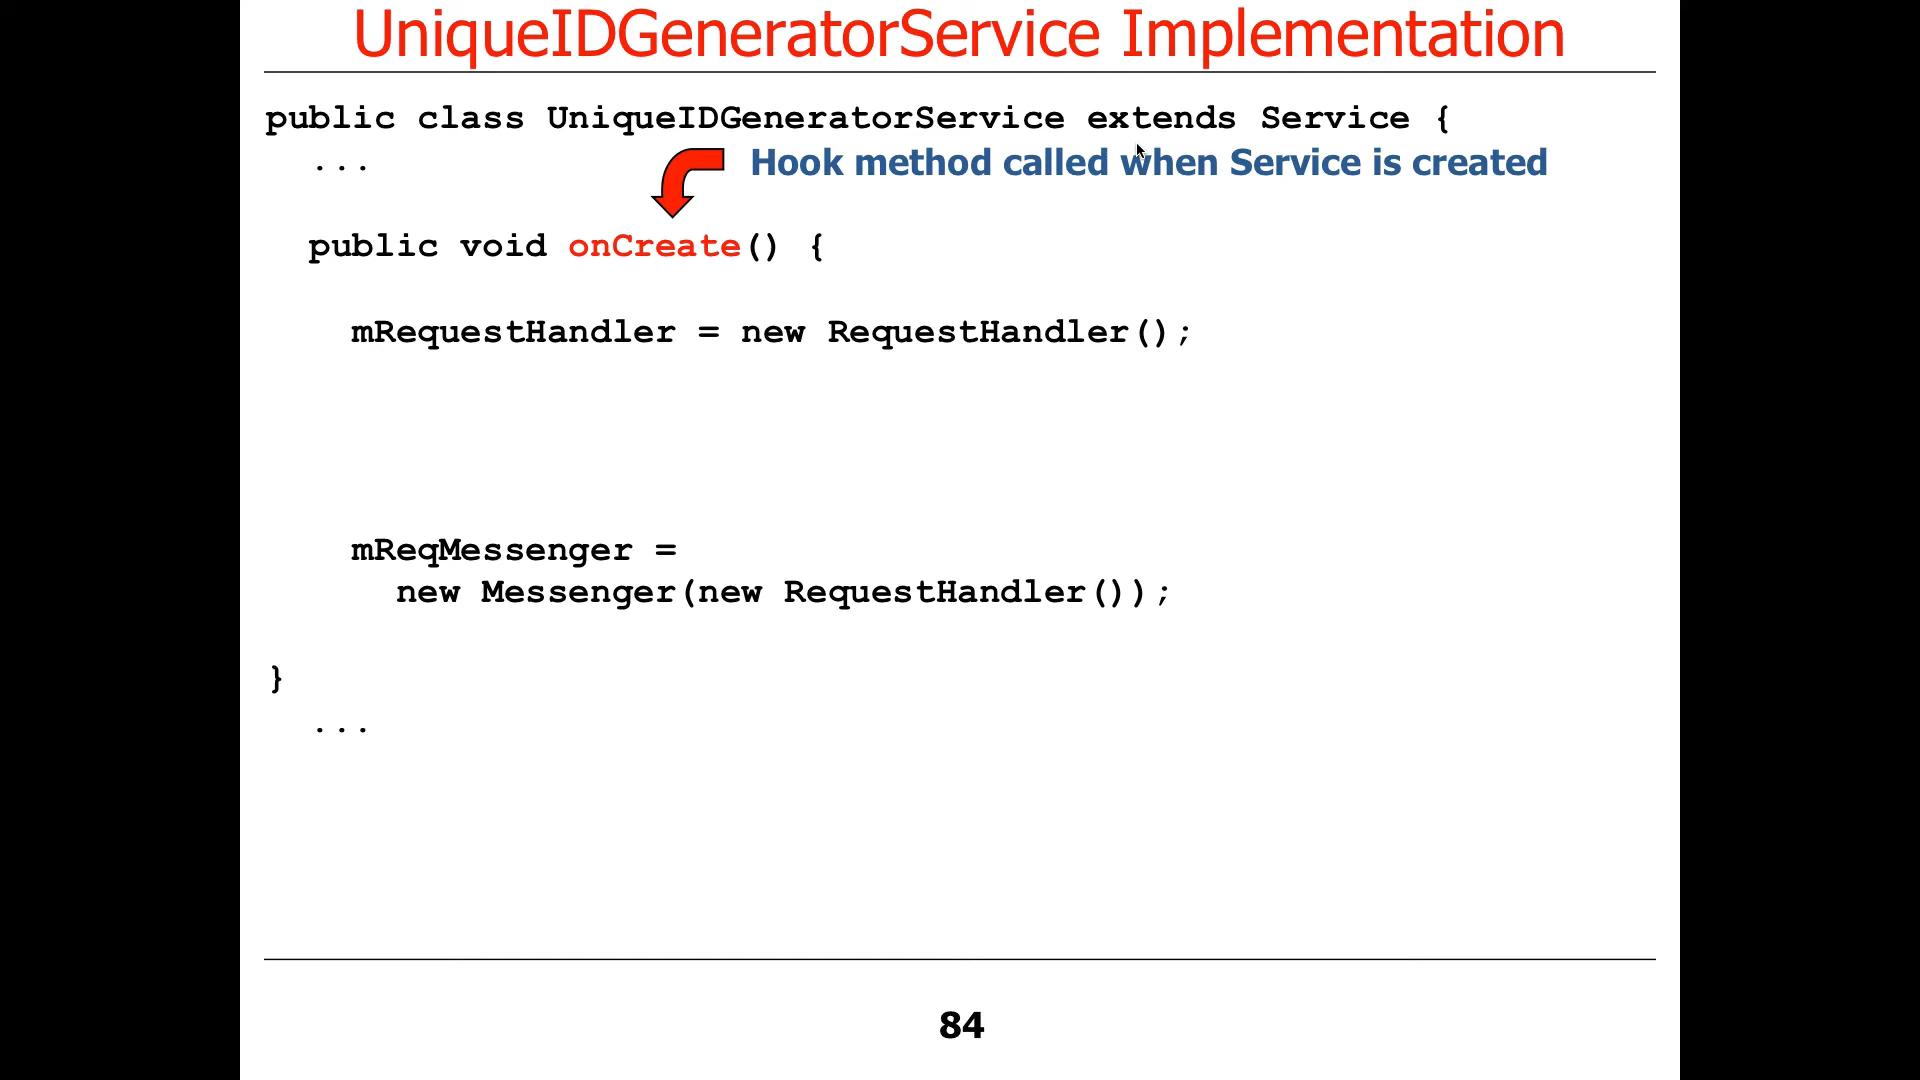 UniqueIDGeneratorService Implementation
public class UniqueIDGeneratorService extends Service {
...
Hook method called when Service is created
public void onCreate() {
mRequestHandler = new RequestHandler();
mReqMessenger =
new Messenger(new RequestHandler());
}
...
84